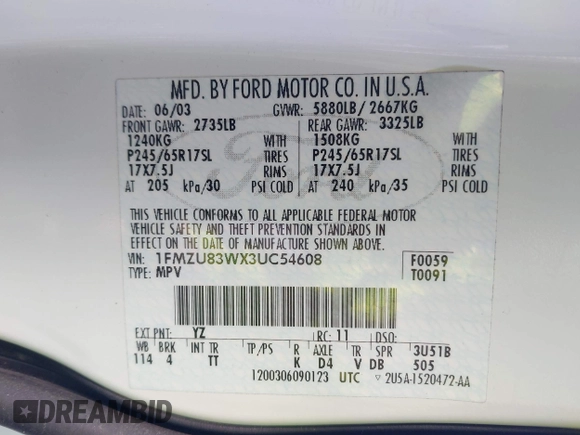 MFD. BY FORD MOTOR CO. IN U.S.A.
DATE: 06/03 GVWR: 5880LB/ 2667KG
FRONT GAWR: 2735LB REAR GAWR: 3325LB
1240KG WITH 1508KG WITH
P245/65R17SL TIRES P245/65R17SL TIRES
17X7.5J RIMS 17X7.5J RIMS
AT 205 kPa/30 PSI COLD AT 240 kPa/35 PSI COLD
THIS VEHICLE CONFORMS TO ALL APPLICABLE FEDERAL MOTOR
VEHICLE SAFETY AND THEFT PREVENTION STANDARDS IN
EFFECT ON THE DATE OF MANUFACTURE SHOWN ABOVE.
VIN: 1FMZU83WX3UC54608 F0059
TYPE: MPV T0091
EXT PNT: YZ RC: 11 DSO:
WB BRK INT TR TP/PS R AXLE TR SPR 3U51B
114 4 TT K D4 V DB 505
1200306090123 UTC 2U5A-1520472-AA
Ford
DREAMBID